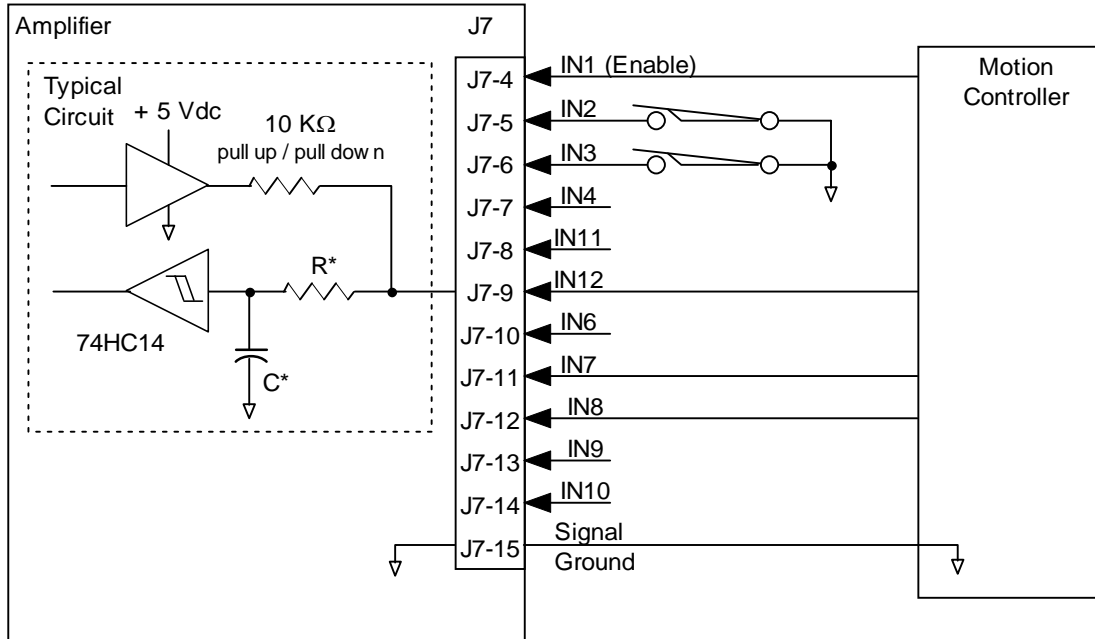 Amplifier
J7
Typical
Circuit
+ 5 Vdc
10 KΩ
pull up / pull down
R*
74HC14
C*
J7-4
J7-5
J7-6
J7-7
J7-8
J7-9
J7-10
J7-11
J7-12
J7-13
J7-14
J7-15
IN1 (Enable)
IN2
IN3
IN4
IN11
IN12
IN6
IN7
IN8
IN9
IN10
Signal
Ground
Motion
Controller